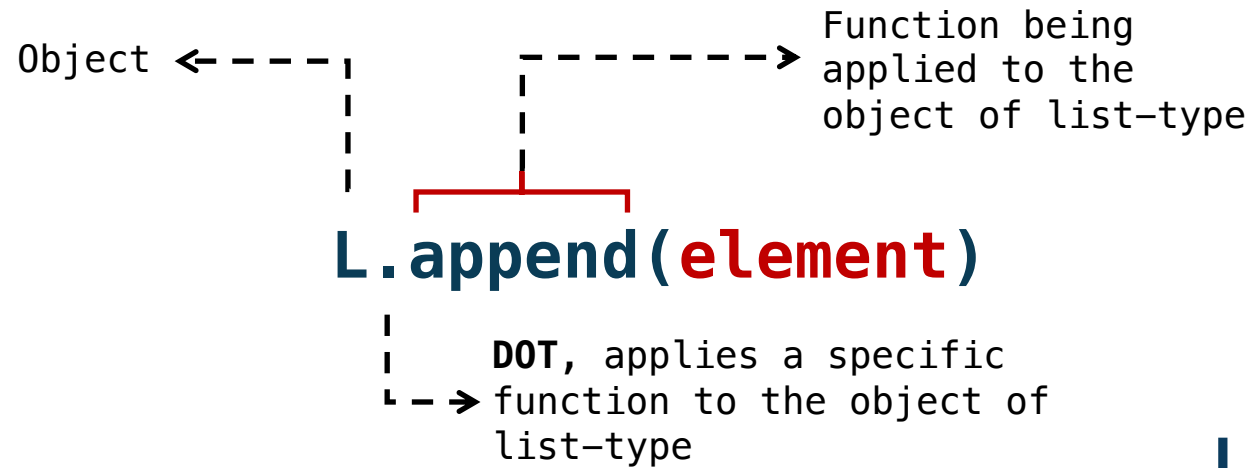 Object
Function being
applied to the
object of list-type
L.append(element)
DOT, applies a specific
function to the object of
list-type